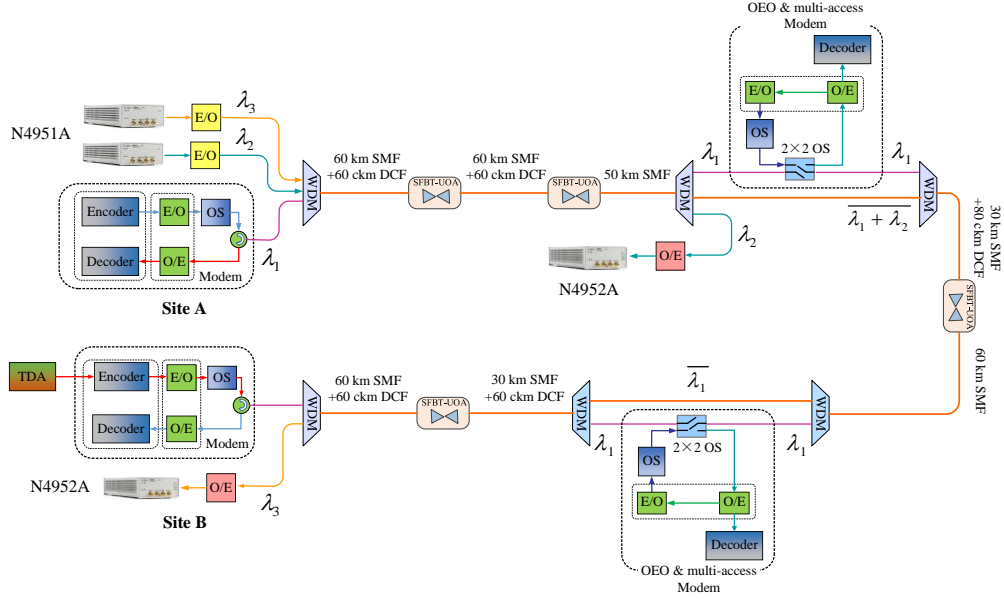 OEO & multi-access
Modem
Decoder
E/O
O/E
OS
2×2 OS
λ₁
λ₁
N4951A
E/O
λ₃
E/O
λ₂
WDM
60 km SMF
+60 ckm DCF
SFBT-UOA
60 km SMF
+60 ckm DCF
SFBT-UOA
50 km SMF
WDM
WDM
\overline{λ₁ + λ₂}
λ₂
O/E
N4952A
Encoder
E/O
OS
Decoder
O/E
Modem
λ₁
Site A
30 km SMF
+80 ckm DCF
SFBT-UOA
60 km SMF
TDA
Encoder
E/O
OS
Decoder
O/E
Modem
WDM
60 km SMF
+60 ckm DCF
SFBT-UOA
30 km SMF
+60 ckm DCF
WDM
\overline{λ₁}
WDM
λ₁
λ₁
2×2 OS
OS
E/O
O/E
Decoder
OEO & multi-access
Modem
N4952A
O/E
λ₃
Site B